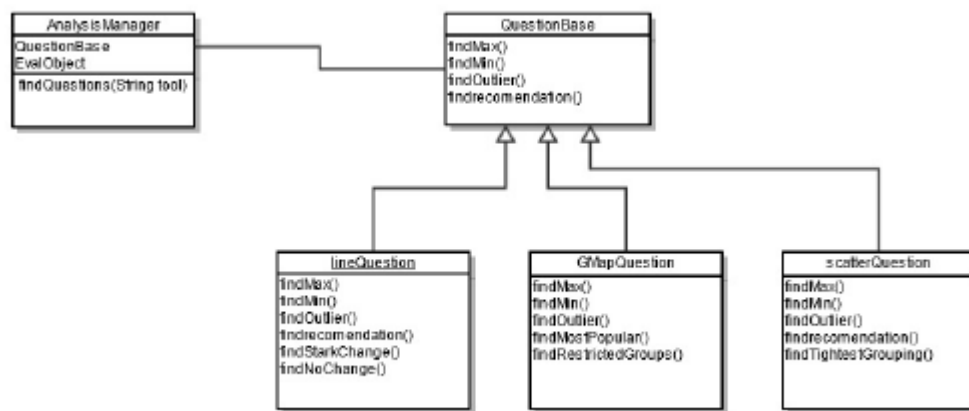 AnalysisManager
QuestionBase
EvalObject
findQuestions(String tool)
QuestionBase
findMax()
findMin()
findOutlier()
findrecomendation()
lineQuestion
findMax()
findMin()
findOutlier()
findrecomendation()
findStarkChange()
findNoChange()
GMapQuestion
findMax()
findMin()
findOutlier()
findMostPopular()
findRestrictedGroups()
scatterQuestion
findMax()
findMin()
findOutlier()
findrecomendation()
findTightestGrouping()